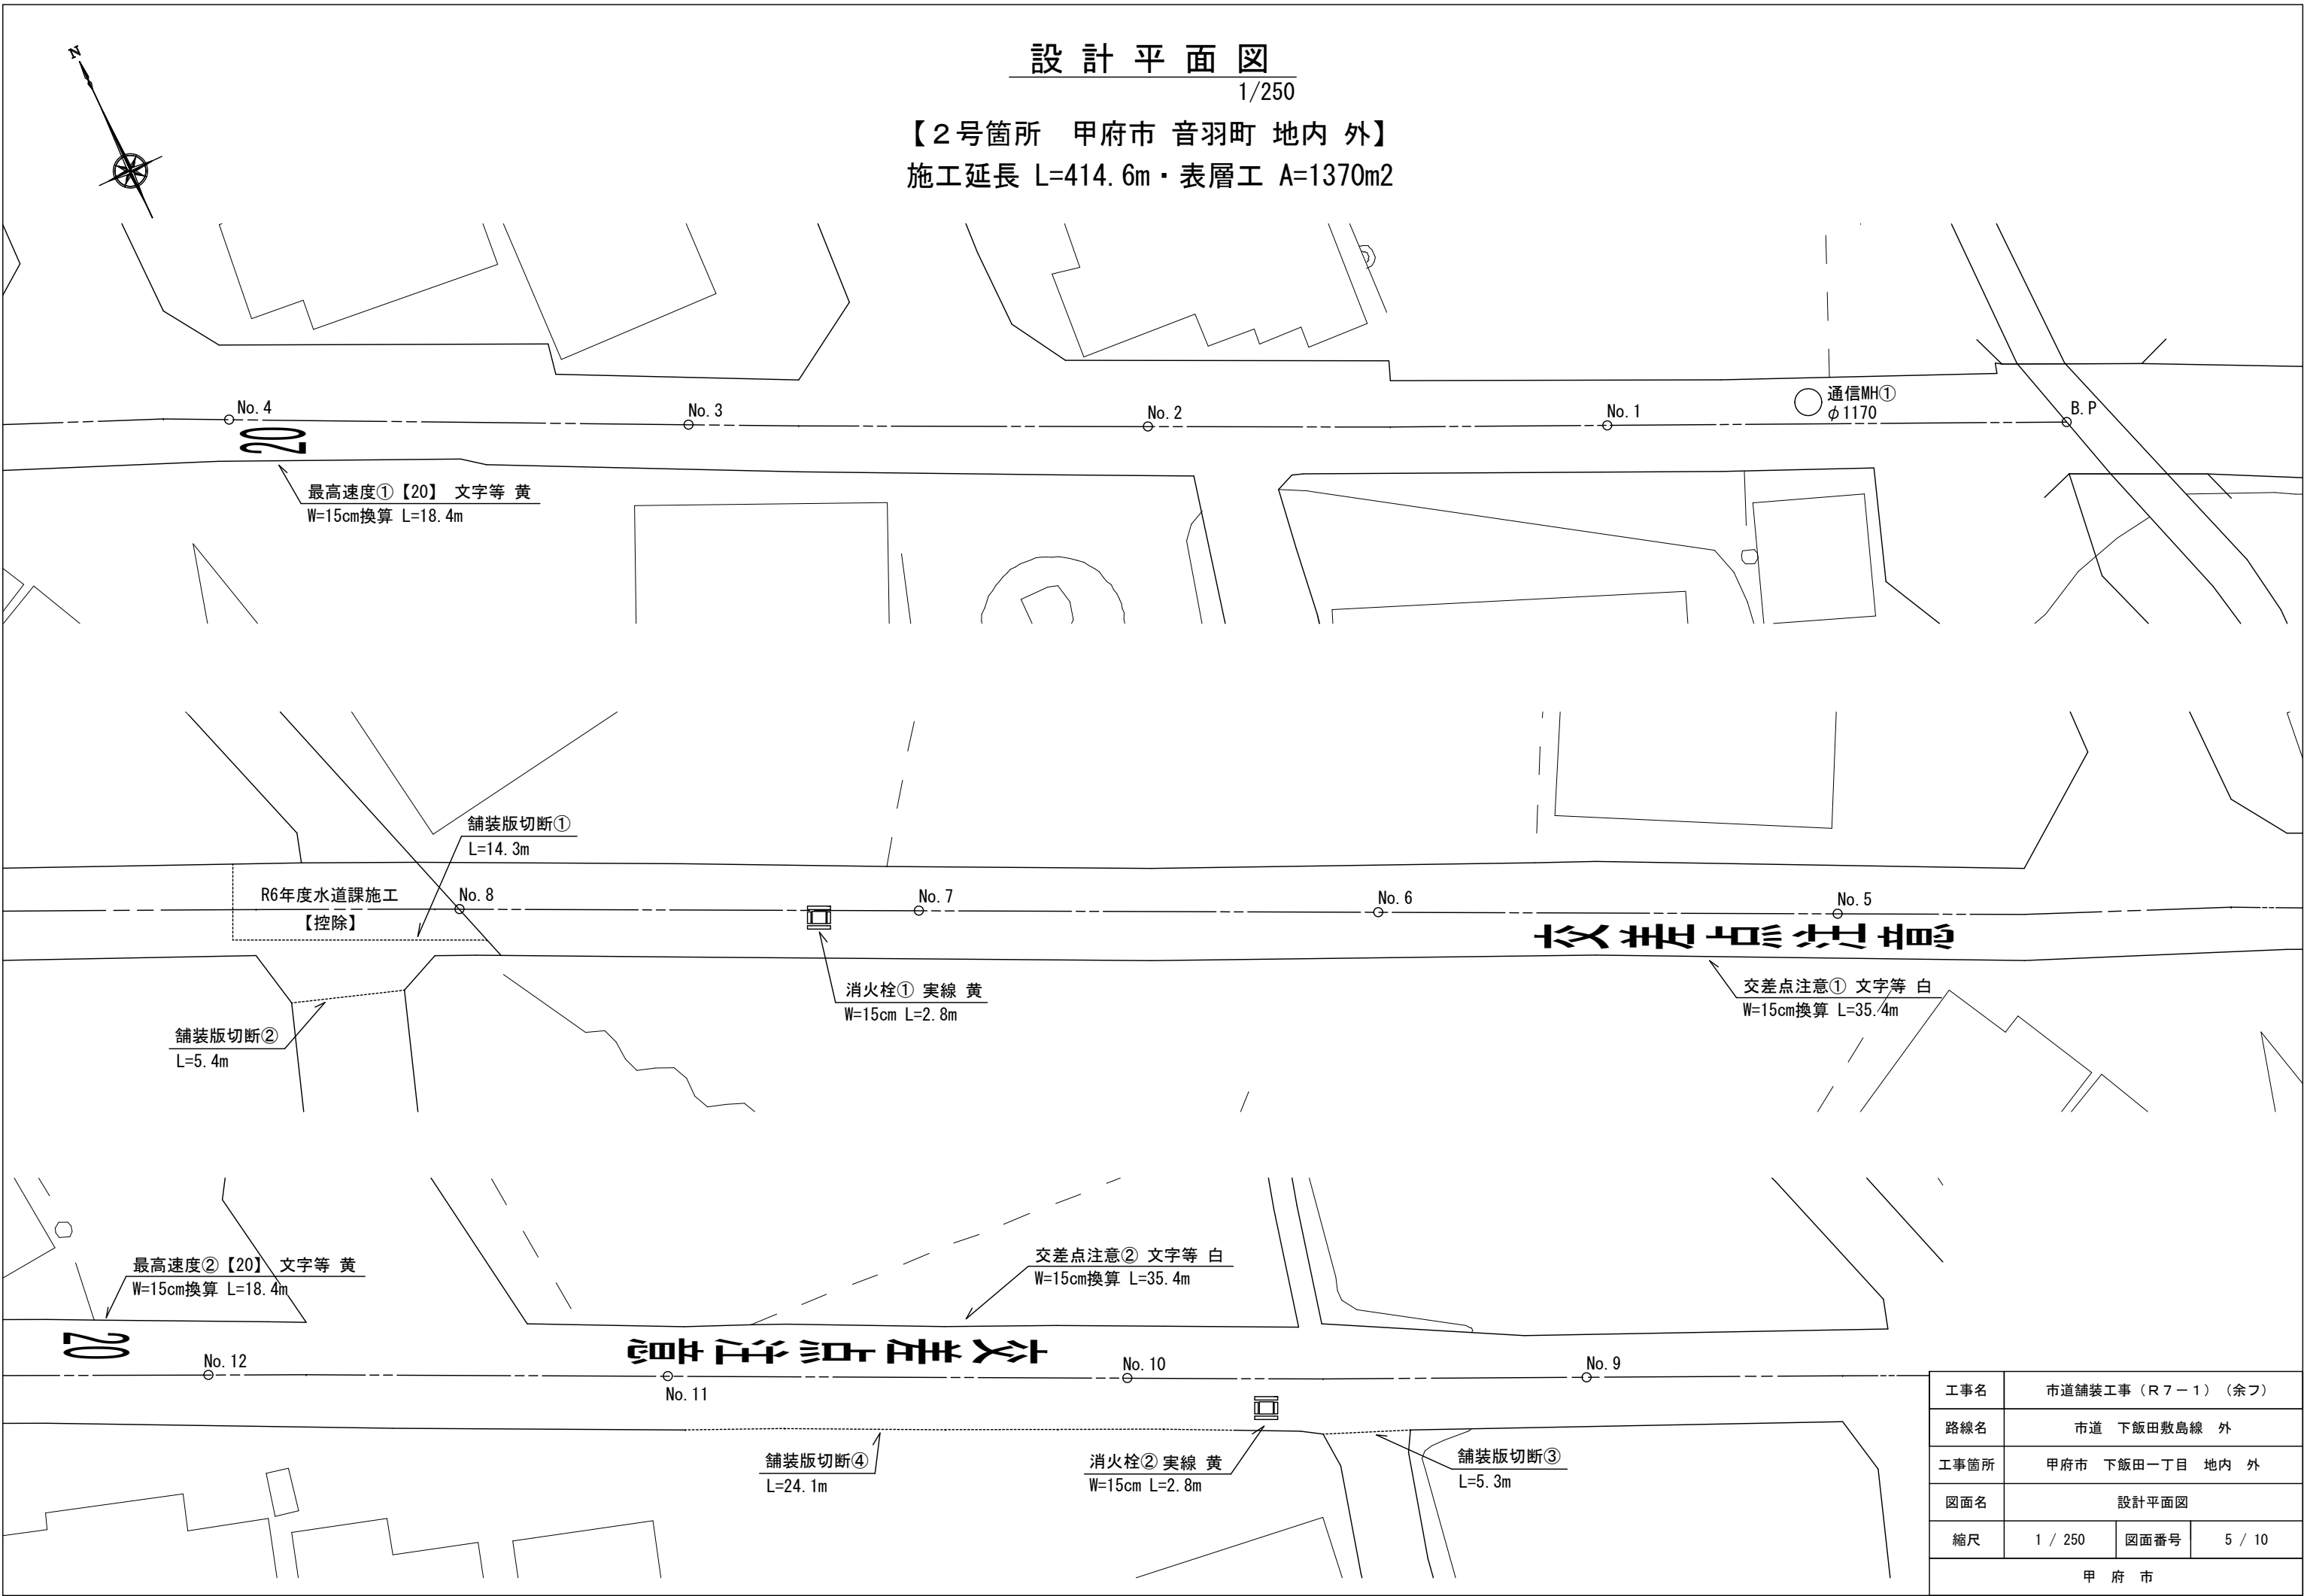 N
設計平面図
1/250
【２号箇所　甲府市 音羽町 地内 外】
施工延長 L=414.6m・表層工 A=1370m2
No.4
No.3
No.2
No.1
通信MH①
φ1170
B.P
20
最高速度①【20】 文字等 黄
W=15cm換算 L=18.4m
舗装版切断①
L=14.3m
R6年度水道課施工
【控除】
No.8
No.7
No.6
No.5
交差点注意
消火栓① 実線 黄
W=15cm L=2.8m
交差点注意① 文字等 白
W=15cm換算 L=35.4m
舗装版切断②
L=5.4m
最高速度②【20】 文字等 黄
W=15cm換算 L=18.4m
交差点注意② 文字等 白
W=15cm換算 L=35.4m
20
交差点注意
No.12
No.11
No.10
No.9
舗装版切断④
L=24.1m
消火栓② 実線 黄
W=15cm L=2.8m
舗装版切断③
L=5.3m
工事名 市道舗装工事（Ｒ７－１）（余フ）
路線名 市道　下飯田敷島線　外
工事箇所 甲府市　下飯田一丁目　地内　外
図面名 設計平面図
縮尺 1 / 250 図面番号 5 / 10
甲　府　市